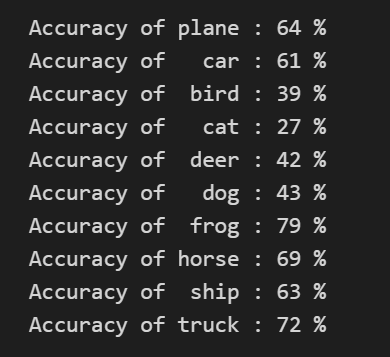 Accuracy of plane : 64 %
Accuracy of   car : 61 %
Accuracy of  bird : 39 %
Accuracy of   cat : 27 %
Accuracy of  deer : 42 %
Accuracy of   dog : 43 %
Accuracy of  frog : 79 %
Accuracy of horse : 69 %
Accuracy of  ship : 63 %
Accuracy of truck : 72 %